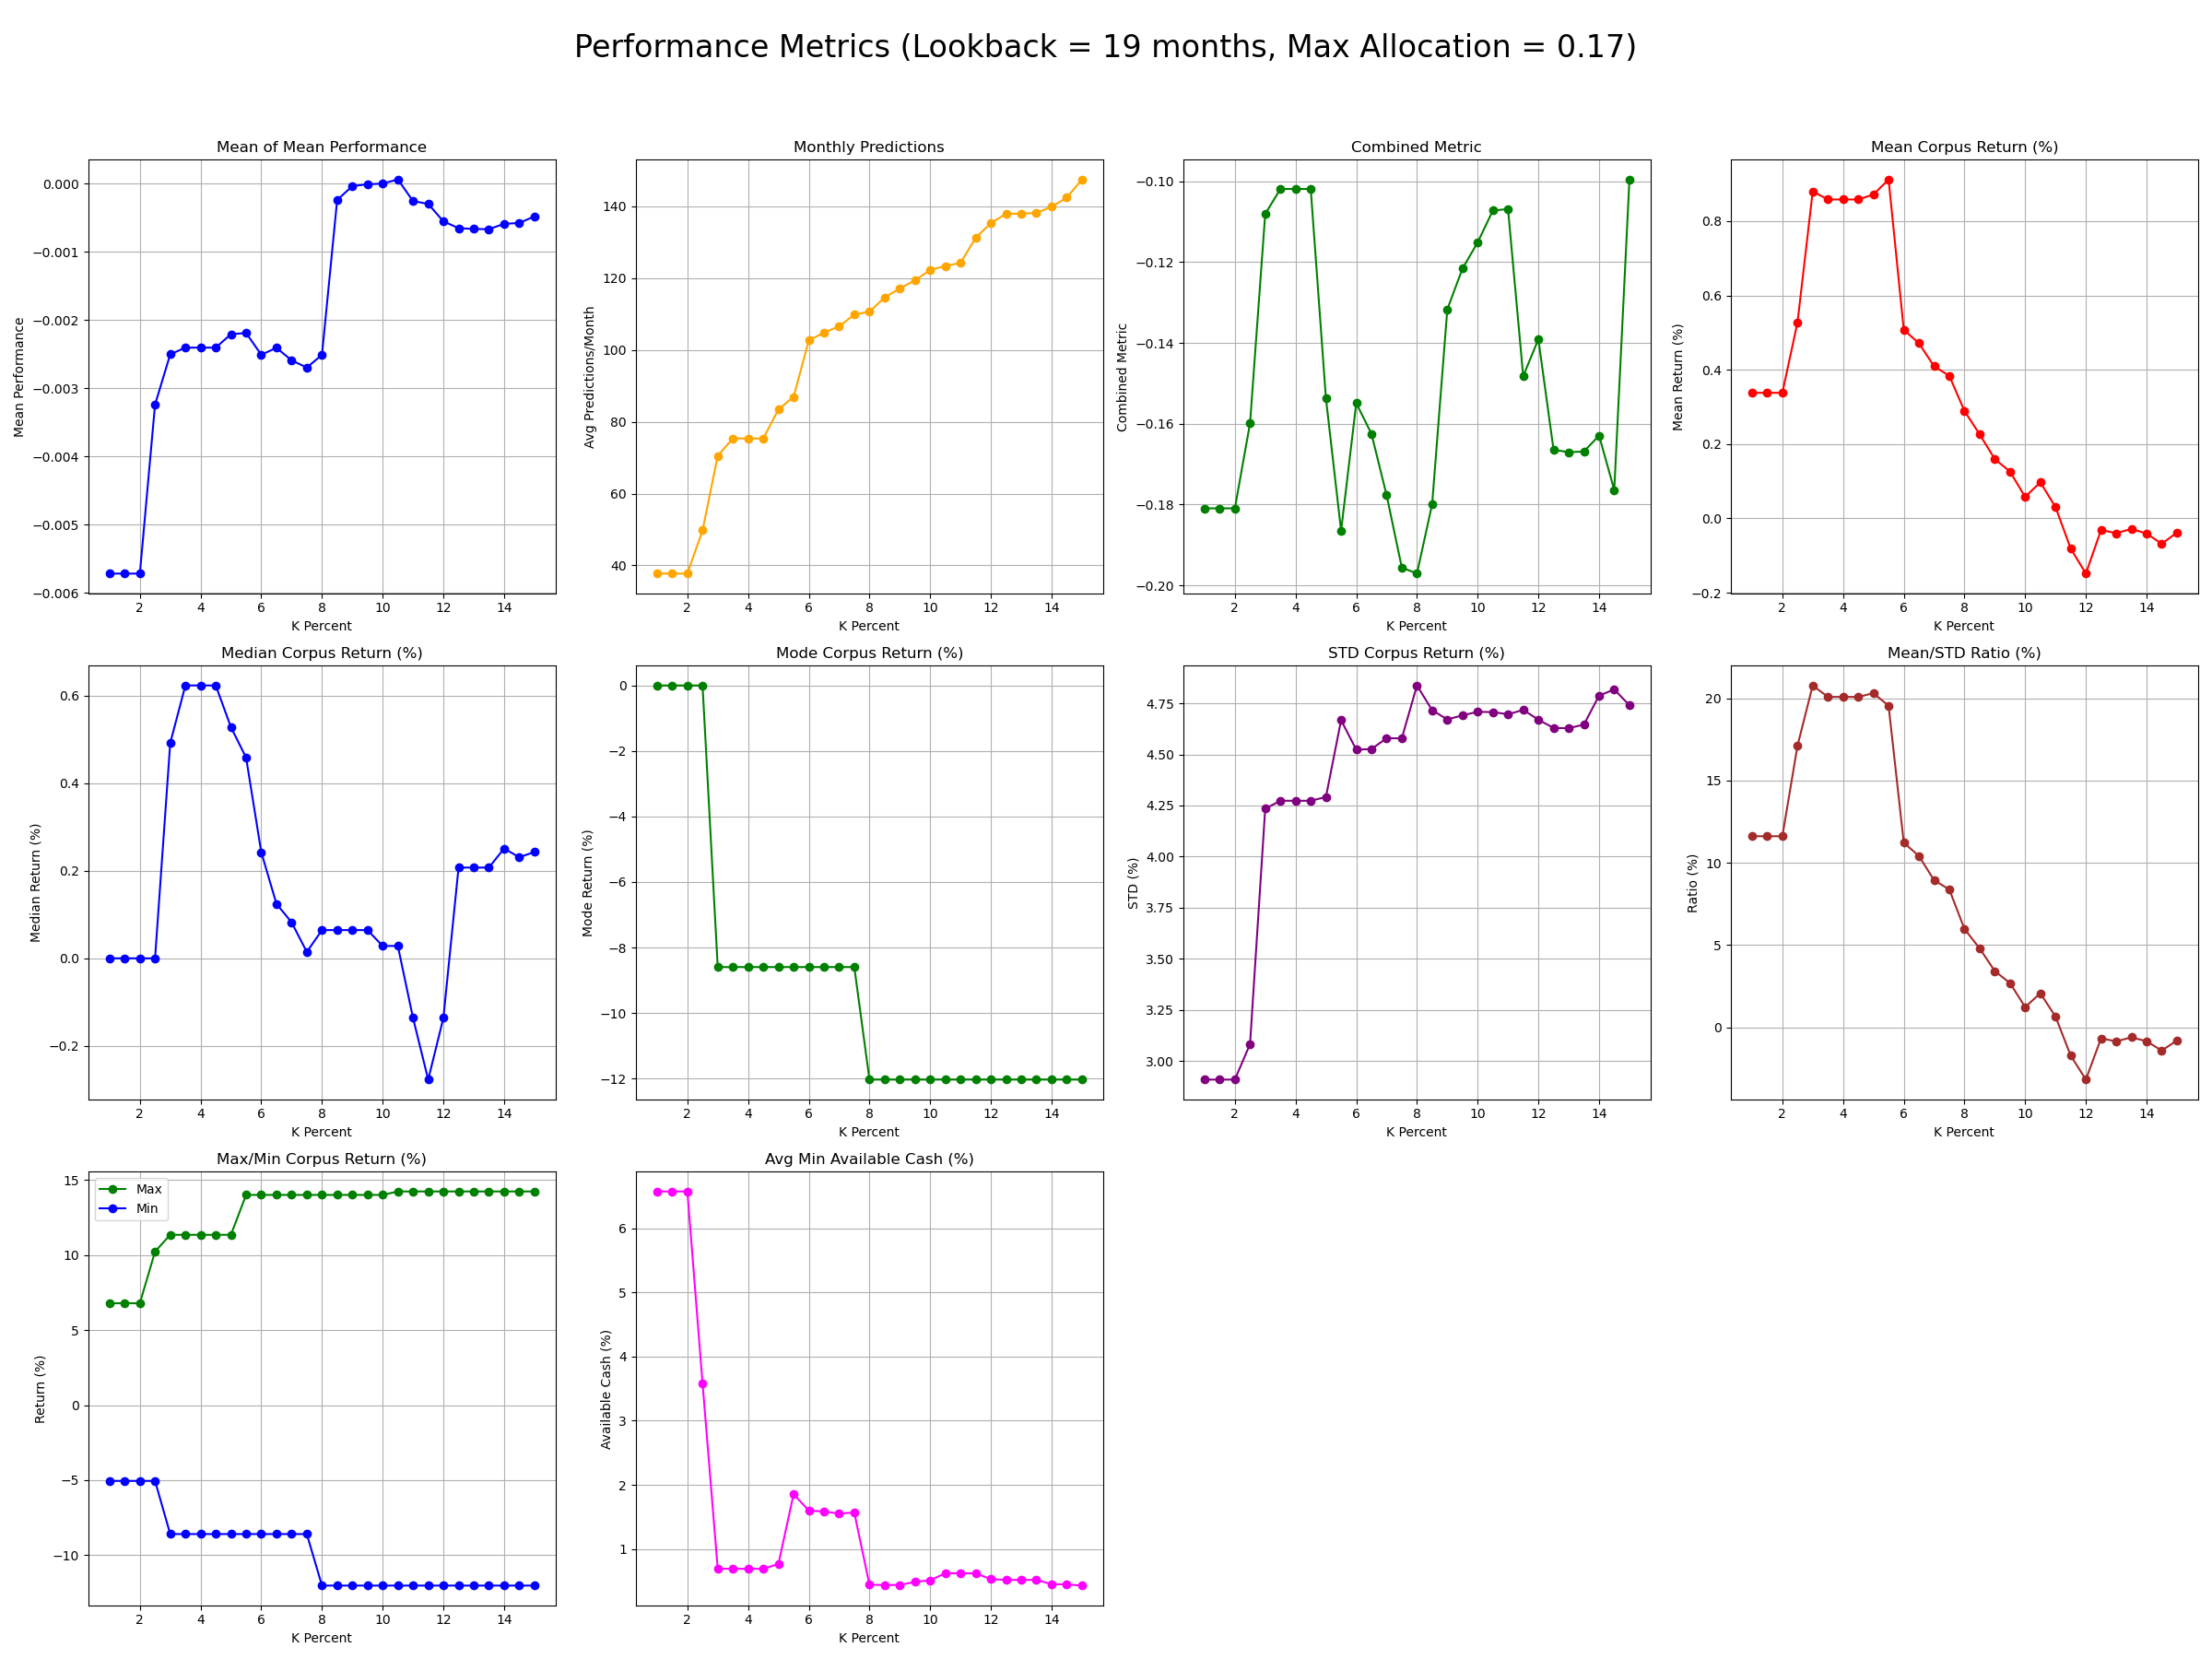 Performance Metrics (Lookback = 19 months, Max Allocation = 0.17)
Mean of Mean Performance
0.000
−0.001
−0.002
−0.003
−0.004
−0.005
−0.006
Mean Performance
2 4 6 8 10 12 14
K Percent
Monthly Predictions
140
120
100
80
60
40
Avg Predictions/Month
2 4 6 8 10 12 14
K Percent
Combined Metric
−0.10
−0.12
−0.14
−0.16
−0.18
−0.20
Combined Metric
2 4 6 8 10 12 14
K Percent
Mean Corpus Return (%)
0.8
0.6
0.4
0.2
0.0
−0.2
Mean Return (%)
2 4 6 8 10 12 14
K Percent
Median Corpus Return (%)
0.6
0.4
0.2
0.0
−0.2
Median Return (%)
2 4 6 8 10 12 14
K Percent
Mode Corpus Return (%)
0
−2
−4
−6
−8
−10
−12
Mode Return (%)
2 4 6 8 10 12 14
K Percent
STD Corpus Return (%)
4.75
4.50
4.25
4.00
3.75
3.50
3.25
3.00
STD (%)
2 4 6 8 10 12 14
K Percent
Mean/STD Ratio (%)
20
15
10
5
0
Ratio (%)
2 4 6 8 10 12 14
K Percent
Max/Min Corpus Return (%)
Max
Min
15
10
5
0
−5
−10
Return (%)
2 4 6 8 10 12 14
K Percent
Avg Min Available Cash (%)
6
5
4
3
2
1
Available Cash (%)
2 4 6 8 10 12 14
K Percent